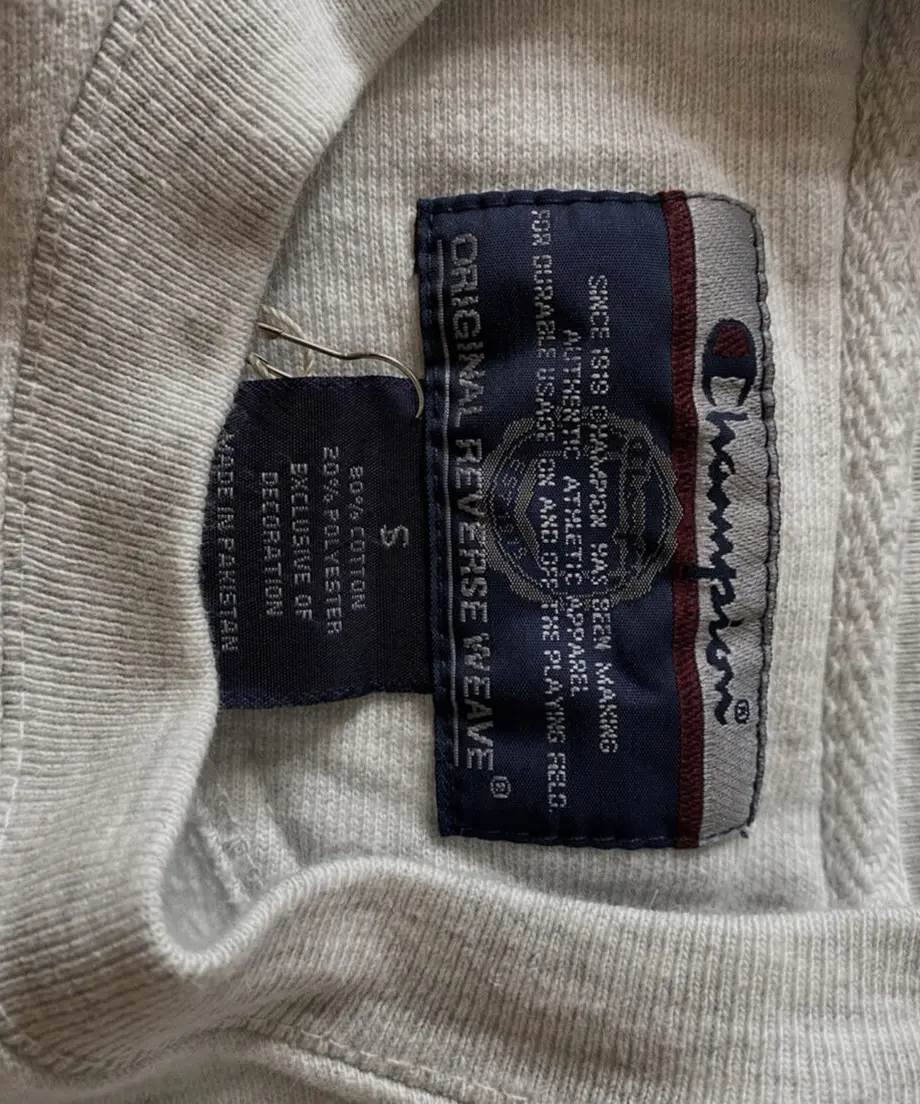 Champion®
SINCE 1919 CHAMPION HAS BEEN MAKING
AUTHENTIC ATHLETIC APPAREL
FOR DURABLE USAGE ON AND OFF THE PLAYING FIELD.
ORIGINAL REVERSE WEAVE®
S
80% COTTON
20% POLYESTER
EXCLUSIVE OF
DECORATION
MADE IN PAKISTAN